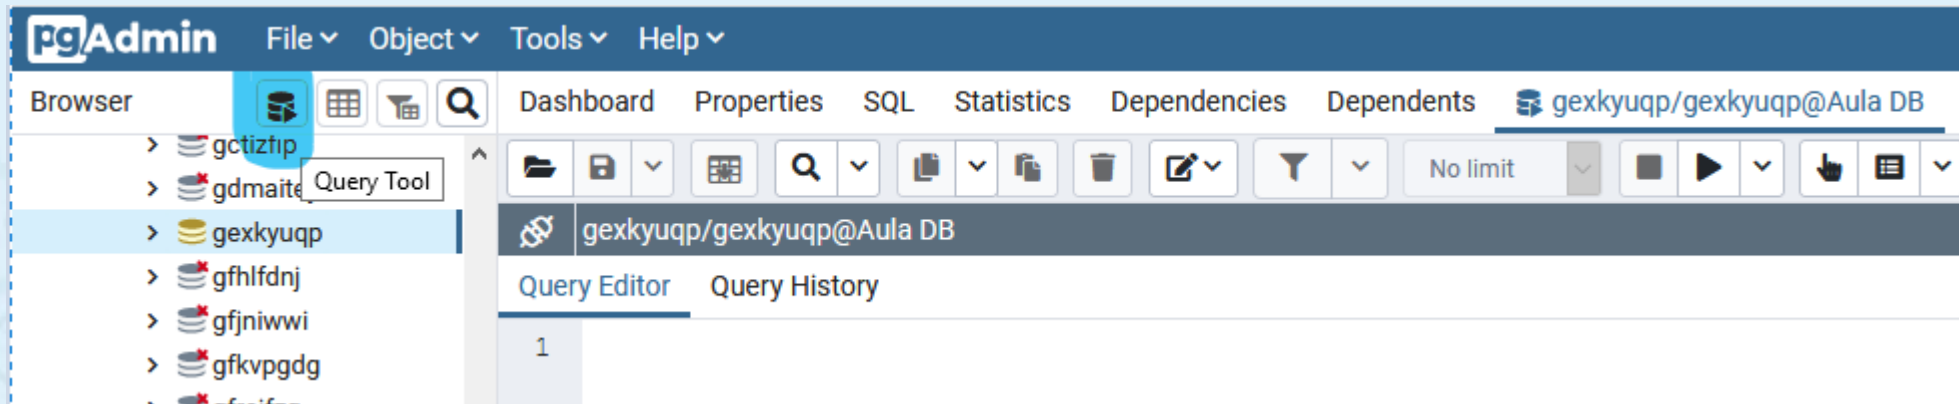 pgAdmin File Object Tools Help
Browser Dashboard Properties SQL Statistics Dependencies Dependents gexkyuqp/gexkyuqp@Aula DB
gctizfip
Query Tool No limit
gdmaite
gexkyuqp gexkyuqp/gexkyuqp@Aula DB
gfhlfdnj Query Editor Query History
gfjniwwi
1
gfkvpgdg